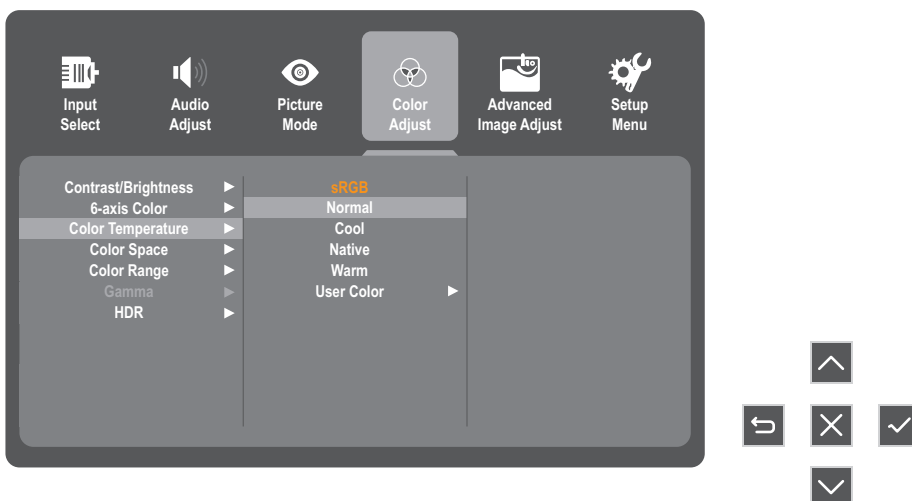 Input
Select
Audio
Adjust
Picture
Mode
Color
Adjust
Advanced
Image Adjust
Setup
Menu
Contrast/Brightness
6-axis Color
Color Temperature
Color Space
Color Range
Gamma
HDR
sRGB
Normal
Cool
Native
Warm
User Color